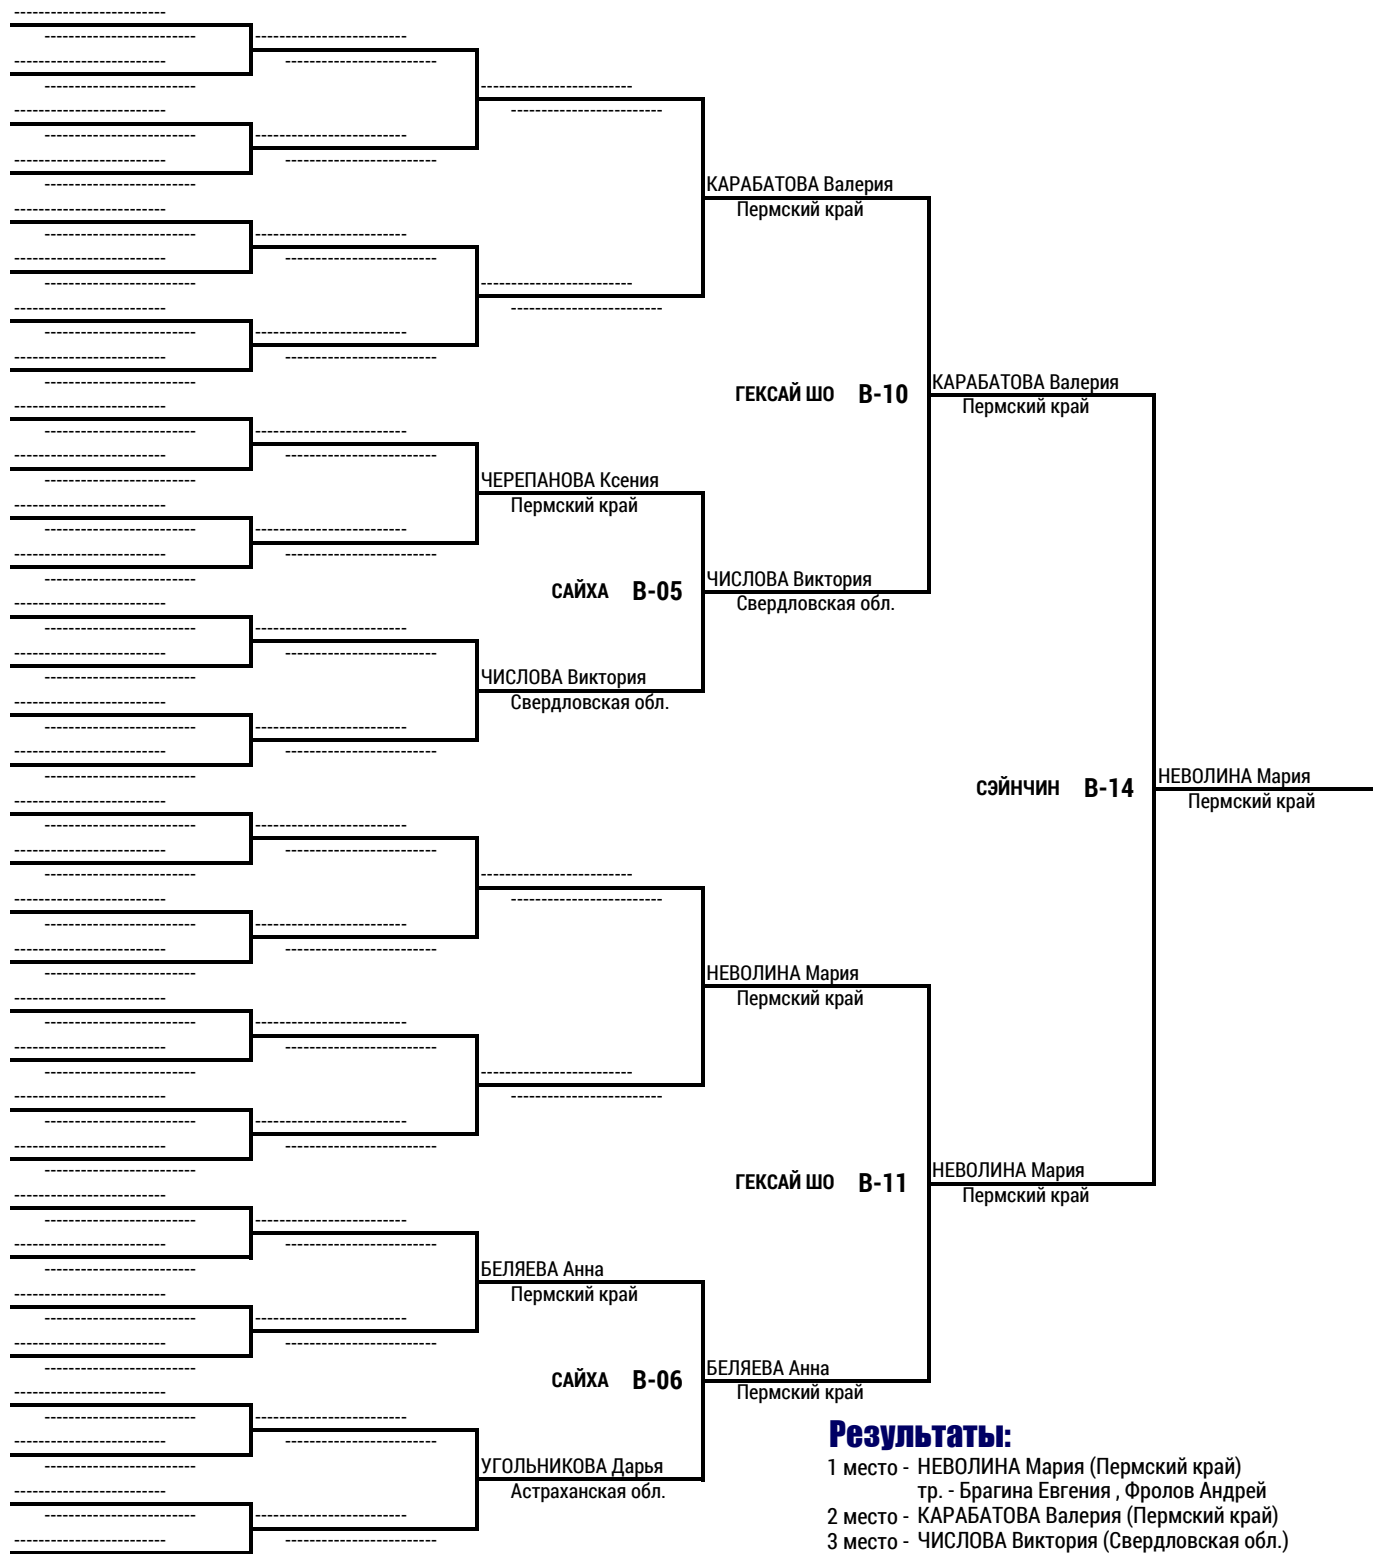 КАРАБАТОВА Валерия
Пермский край
ГЕКСАЙ ШО B-10
КАРАБАТОВА Валерия
Пермский край
ЧЕРЕПАНОВА Ксения
Пермский край
САЙХА B-05
ЧИСЛОВА Виктория
Свердловская обл.
ЧИСЛОВА Виктория
Свердловская обл.
СЭЙНЧИН B-14
НЕВОЛИНА Мария
Пермский край
НЕВОЛИНА Мария
Пермский край
ГЕКСАЙ ШО B-11
НЕВОЛИНА Мария
Пермский край
БЕЛЯЕВА Анна
Пермский край
САЙХА B-06
БЕЛЯЕВА Анна
Пермский край
УГОЛЬНИКОВА Дарья
Астраханская обл.
Результаты:
1 место - НЕВОЛИНА Мария (Пермский край)
тр. - Брагина Евгения , Фролов Андрей
2 место - КАРАБАТОВА Валерия (Пермский край)
3 место - ЧИСЛОВА Виктория (Свердловская обл.)